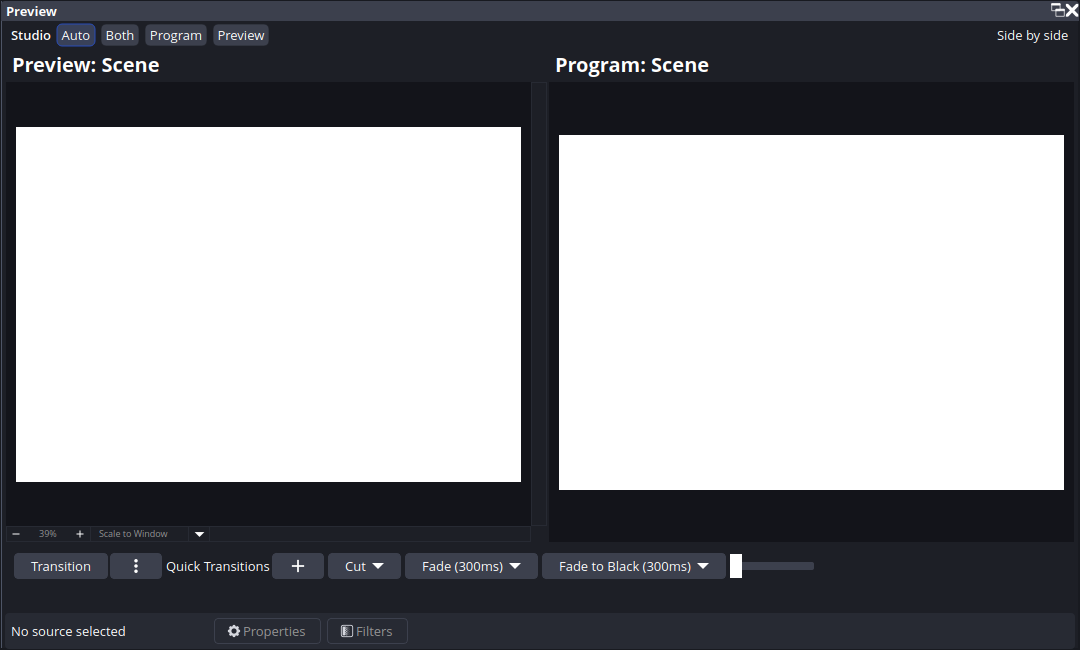 Preview
Studio Auto Both Program Preview Side by side
Preview: Scene Program: Scene
39% Scale to Window
Transition Quick Transitions Cut Fade (300ms) Fade to Black (300ms)
No source selected Properties Filters